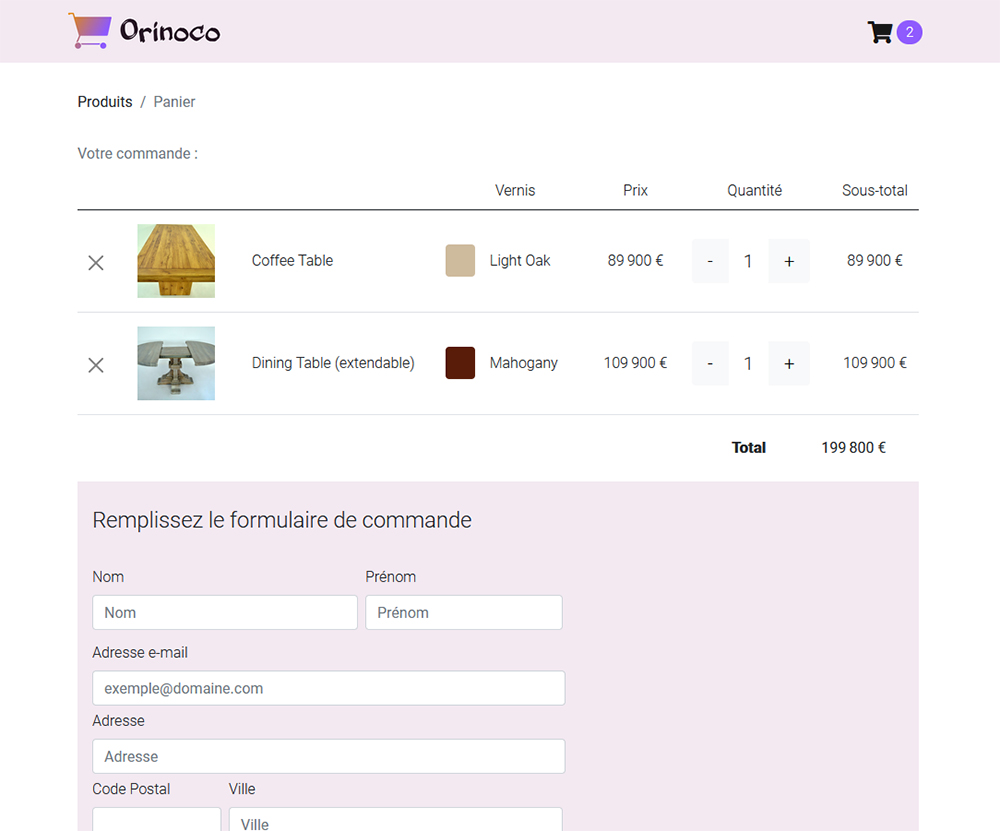 Orinoco
2
Produits / Panier
Votre commande :
Vernis Prix Quantité Sous-total
Coffee Table Light Oak 89 900 € - 1 + 89 900 €
Dining Table (extendable) Mahogany 109 900 € - 1 + 109 900 €
Total 199 800 €
Remplissez le formulaire de commande
Nom Prénom
Nom Prénom
Adresse e-mail
exemple@domaine.com
Adresse
Adresse
Code Postal Ville
Ville